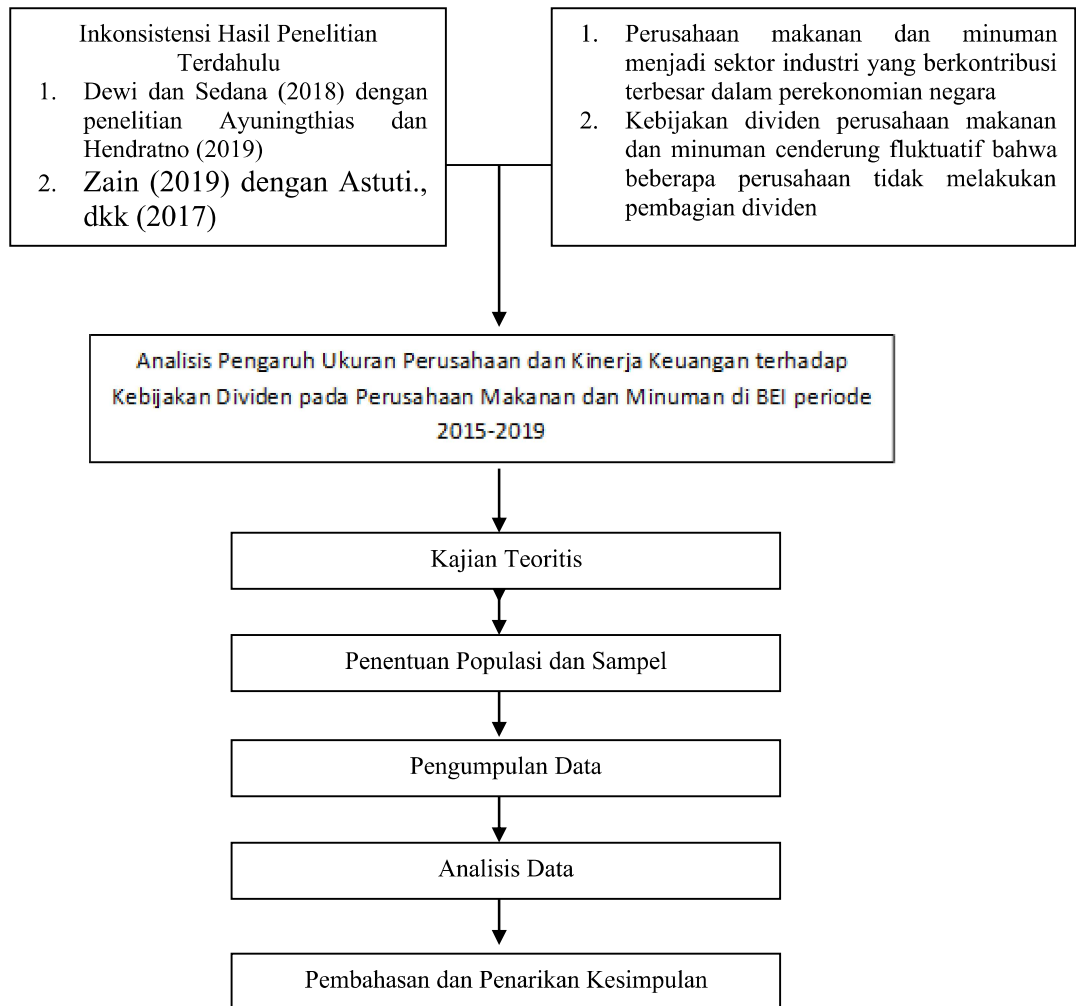 Inkonsistensi Hasil Penelitian
Terdahulu
1. Dewi dan Sedana (2018) dengan
penelitian Ayuningthias dan
Hendratno (2019)
2. Zain (2019) dengan Astuti.,
dkk (2017)
1. Perusahaan makanan dan minuman
menjadi sektor industri yang berkontribusi
terbesar dalam perekonomian negara
2. Kebijakan dividen perusahaan makanan
dan minuman cenderung fluktuatif bahwa
beberapa perusahaan tidak melakukan
pembagian dividen
Analisis Pengaruh Ukuran Perusahaan dan Kinerja Keuangan terhadap
Kebijakan Dividen pada Perusahaan Makanan dan Minuman di BEI periode
2015-2019
Kajian Teoritis
Penentuan Populasi dan Sampel
Pengumpulan Data
Analisis Data
Pembahasan dan Penarikan Kesimpulan